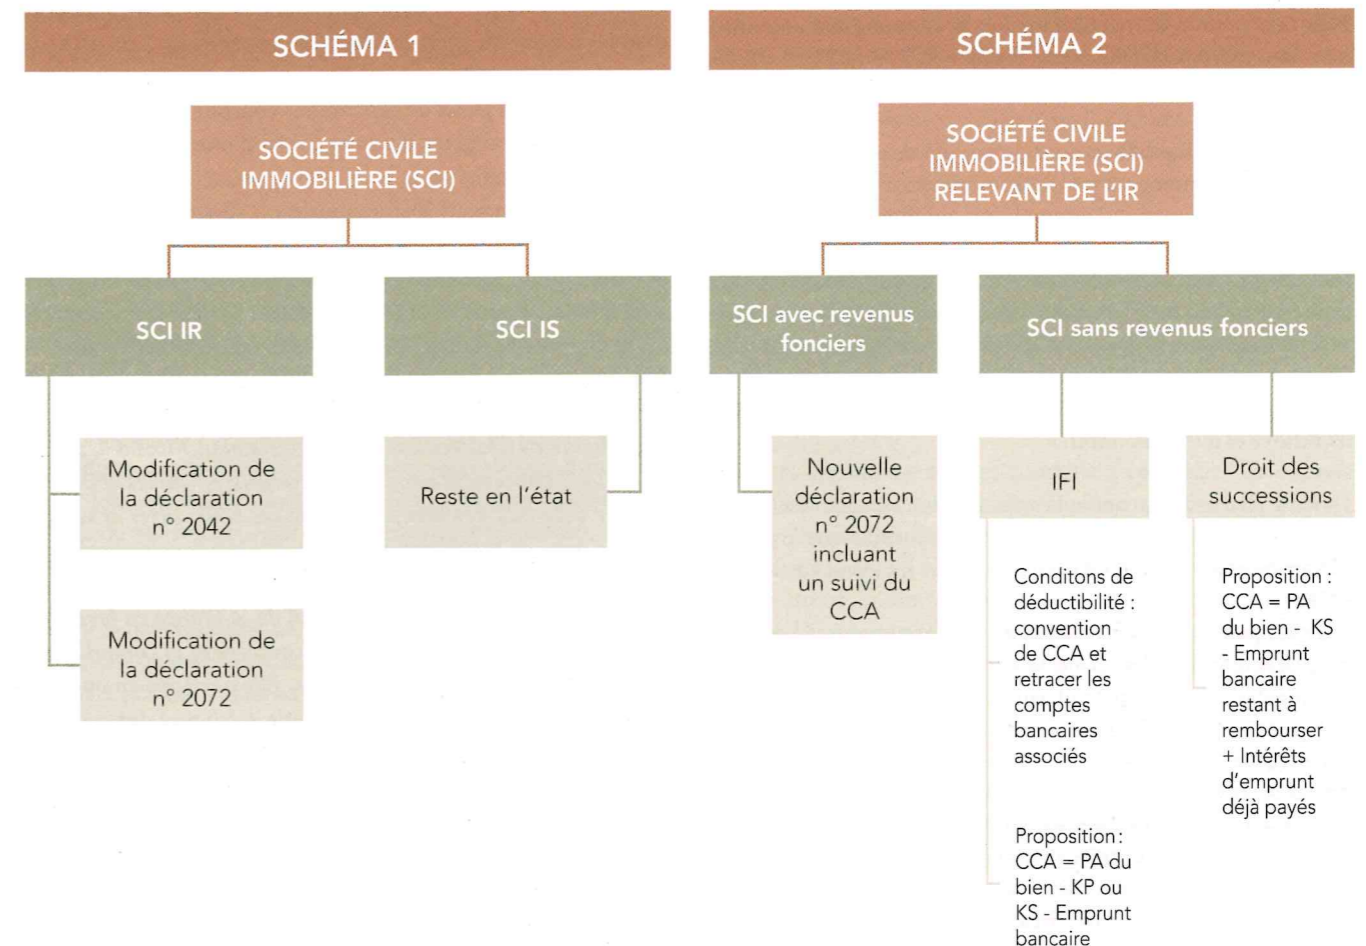 SCHÉMA 1
SOCIÉTÉ CIVILE
IMMOBILIÈRE (SCI)
SCI IR
SCI IS
Modification de
la déclaration
n° 2042
Reste en l'état
Modification de
la déclaration
n° 2072
SCHÉMA 2
SOCIÉTÉ CIVILE
IMMOBILIÈRE (SCI)
RELEVANT DE L'IR
SCI avec revenus
fonciers
SCI sans revenus fonciers
Nouvelle
déclaration
n° 2072
incluant
un suivi du
CCA
IFI
Conditons de
déductibilité :
convention
de CCA et
retracer les
comptes
bancaires
associés
Proposition :
CCA = PA du
bien - KP ou
KS - Emprunt
bancaire
Droit des
successions
Proposition :
CCA = PA
du bien - KS
- Emprunt
bancaire
restant à
rembourser
+ Intérêts
d'emprunt
déjà payés